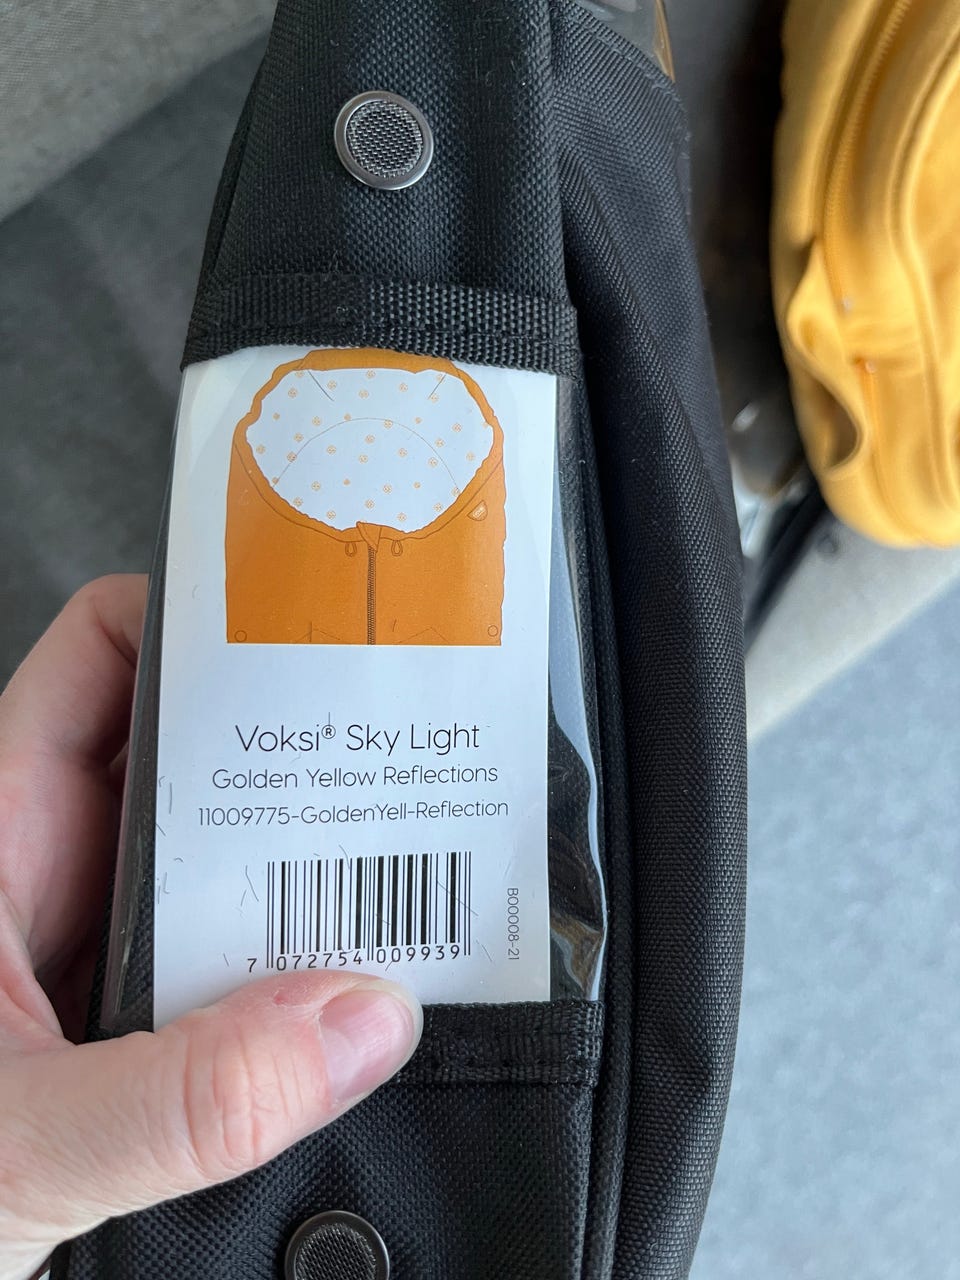 Voksi® Sky Light
Golden Yellow Reflections
11009775-GoldenYell-Reflection
7 072754 009939
B00008-21